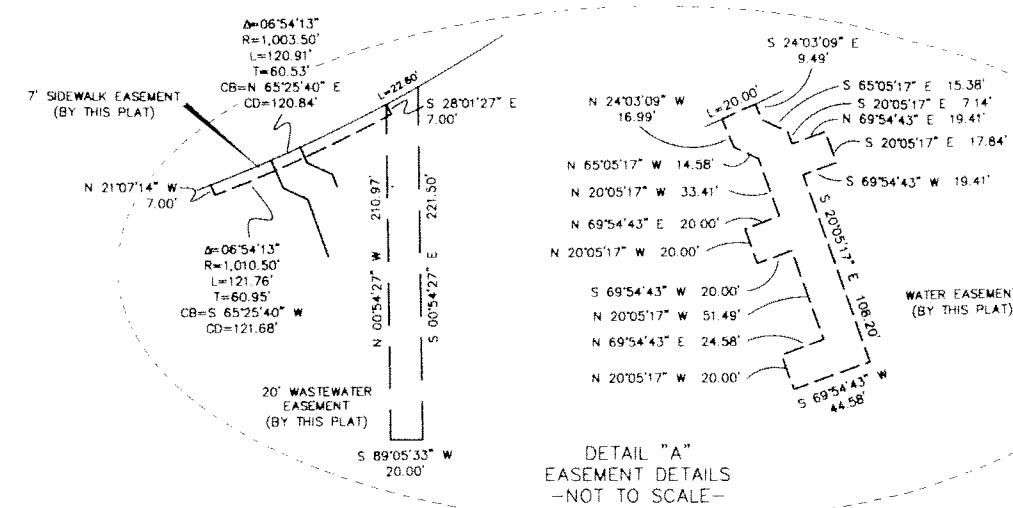 Δ=06°54'13"
R=1,003.50'
L=120.91'
T=60.53'
CB=N 65°25'40" E
CD=120.84'
7' SIDEWALK EASEMENT
(BY THIS PLAT)
L=22.60'
S 28°01'27" E
7.00'
N 21°07'14" W
7.00'
Δ=06°54'13"
R=1,010.50'
L=121.76'
T=60.95'
CB=S 65°25'40" W
CD=121.68'
N 00°54'27" W 210.97'
S 00°54'27" E 221.50'
20' WASTEWATER
EASEMENT
(BY THIS PLAT)
S 89°05'33" W
20.00'
S 24°03'09" E
9.49'
L=20.00'
N 24°03'09" W
16.99'
S 65°05'17" E 15.38'
S 20°05'17" E 7.14'
N 69°54'43" E 19.41'
S 20°05'17" E 17.84'
S 69°54'43" W 19.41'
N 65°05'17" W 14.58'
N 20°05'17" W 33.41'
N 69°54'43" E 20.00'
N 20°05'17" W 20.00'
S 69°54'43" W 20.00'
N 20°05'17" W 51.49'
N 69°54'43" E 24.58'
N 20°05'17" W 20.00'
S 20°05'17" E 108.20'
S 69°54'43" W
44.58'
WATER EASEMENT
(BY THIS PLAT)
DETAIL "A"
EASEMENT DETAILS
-NOT TO SCALE-